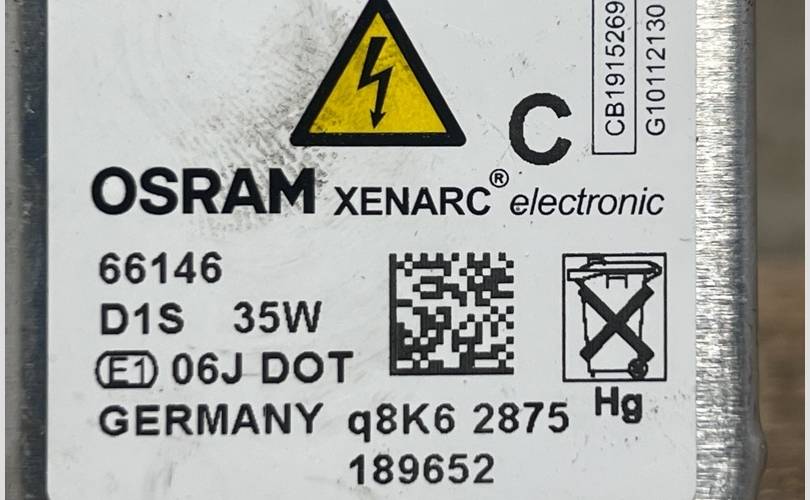 C
CB1915269
G10112130
OSRAM XENARC® electronic
66146
D1S 35W
E1 06J DOT
GERMANY q8K6 2875
Hg
189652